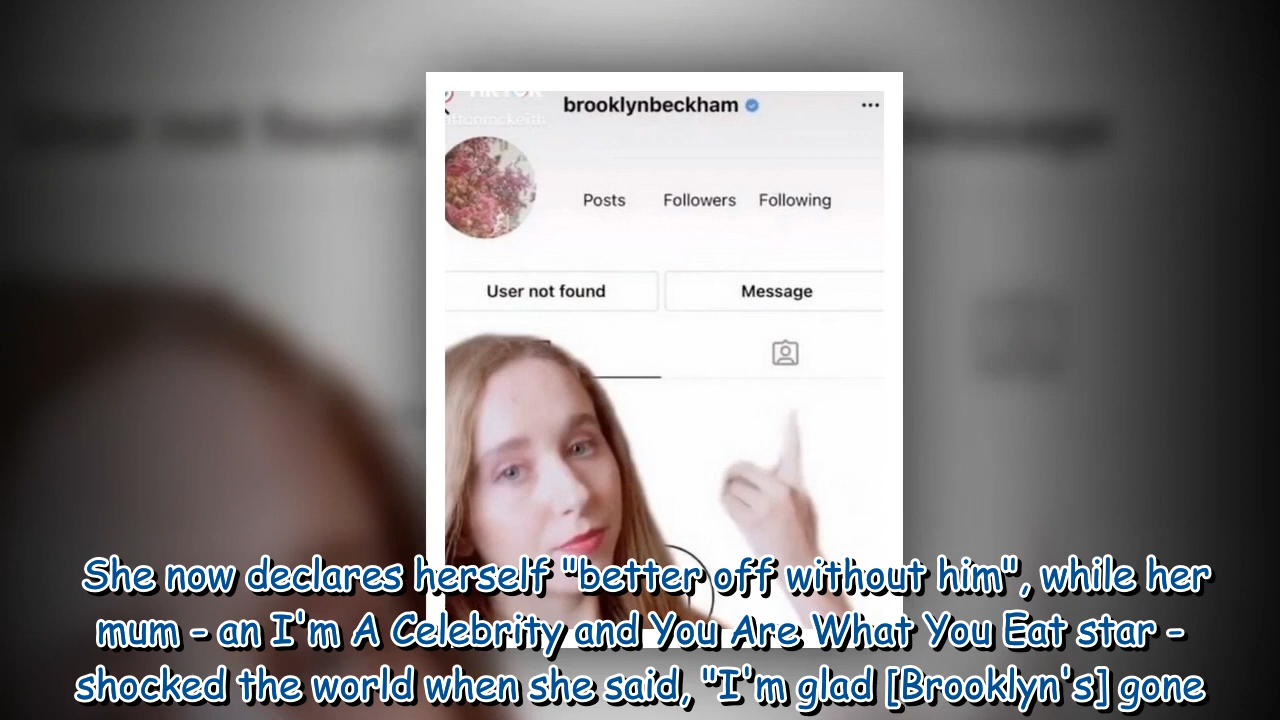 TikTok
brooklynbeckham
Posts Followers Following
User not found Message
She now declares herself "better off without him", while her
mum - an I'm A Celebrity and You Are What You Eat star -
shocked the world when she said, "I'm glad [Brooklyn's] gone